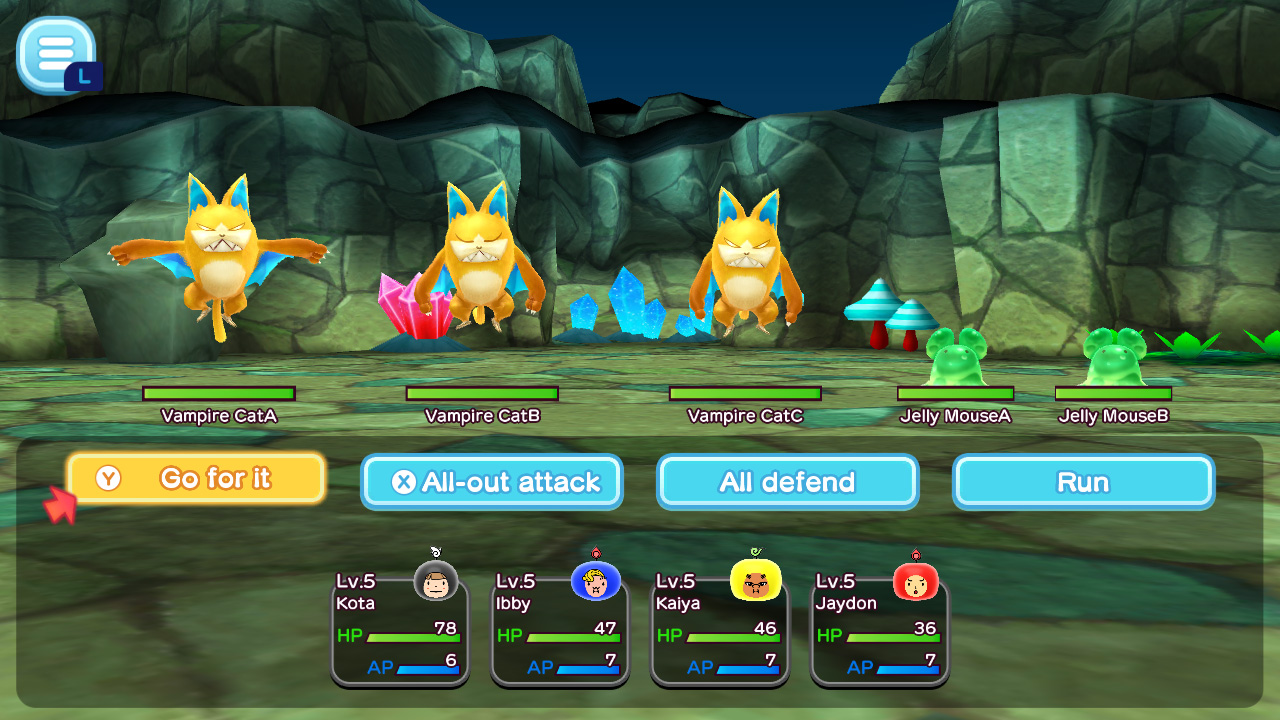 L
Vampire CatA
Vampire CatB
Vampire CatC
Jelly MouseA
Jelly MouseB
Y Go for it
X All-out attack
All defend
Run
Lv.5
Kota
HP 78
AP 6
Lv.5
Ibby
HP 47
AP 7
Lv.5
Kaiya
HP 46
AP 7
Lv.5
Jaydon
HP 36
AP 7